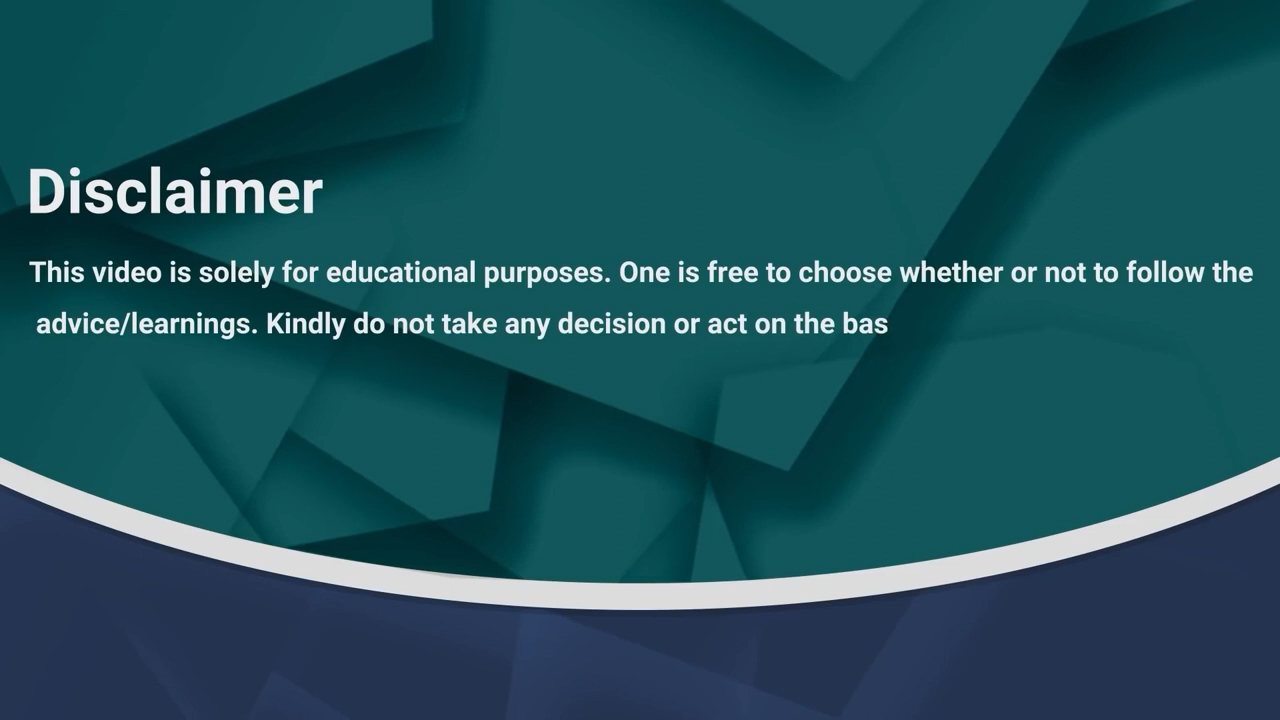 Disclaimer
This video is solely for educational purposes. One is free to choose whether or not to follow the
advice/learnings. Kindly do not take any decision or act on the bas